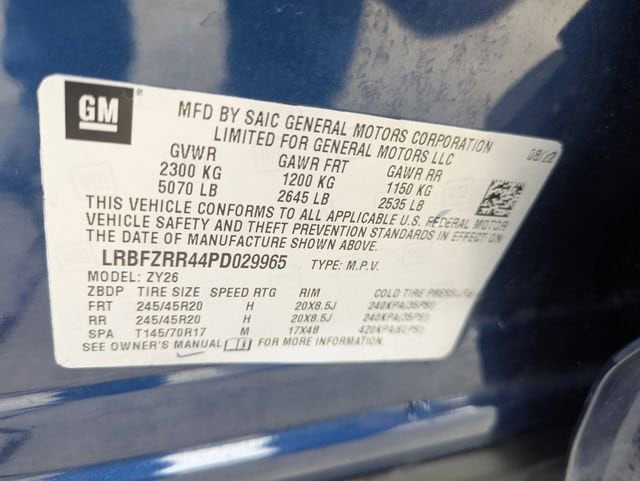 GM
®
MFD BY SAIC GENERAL MOTORS CORPORATION
LIMITED FOR GENERAL MOTORS LLC
08/22
GVWR GAWR FRT GAWR RR
2300 KG 1200 KG 1150 KG
5070 LB 2645 LB 2535 LB
THIS VEHICLE CONFORMS TO ALL APPLICABLE U.S. FEDERAL MOTOR
VEHICLE SAFETY AND THEFT PREVENTION STANDARDS IN EFFECT ON
THE DATE OF MANUFACTURE SHOWN ABOVE.
LRBFZRR44PD029965 TYPE: M.P.V.
MODEL: ZY26
ZBDP TIRE SIZE SPEED RTG RIM COLD TIRE PRESSURE
FRT 245/45R20 H 20X8.5J 240KPA(35PSI)
RR 245/45R20 H 20X8.5J 240KPA(35PSI)
SPA T145/70R17 M 17X4B 420KPA(60PSI)
SEE OWNER'S MANUAL FOR MORE INFORMATION.